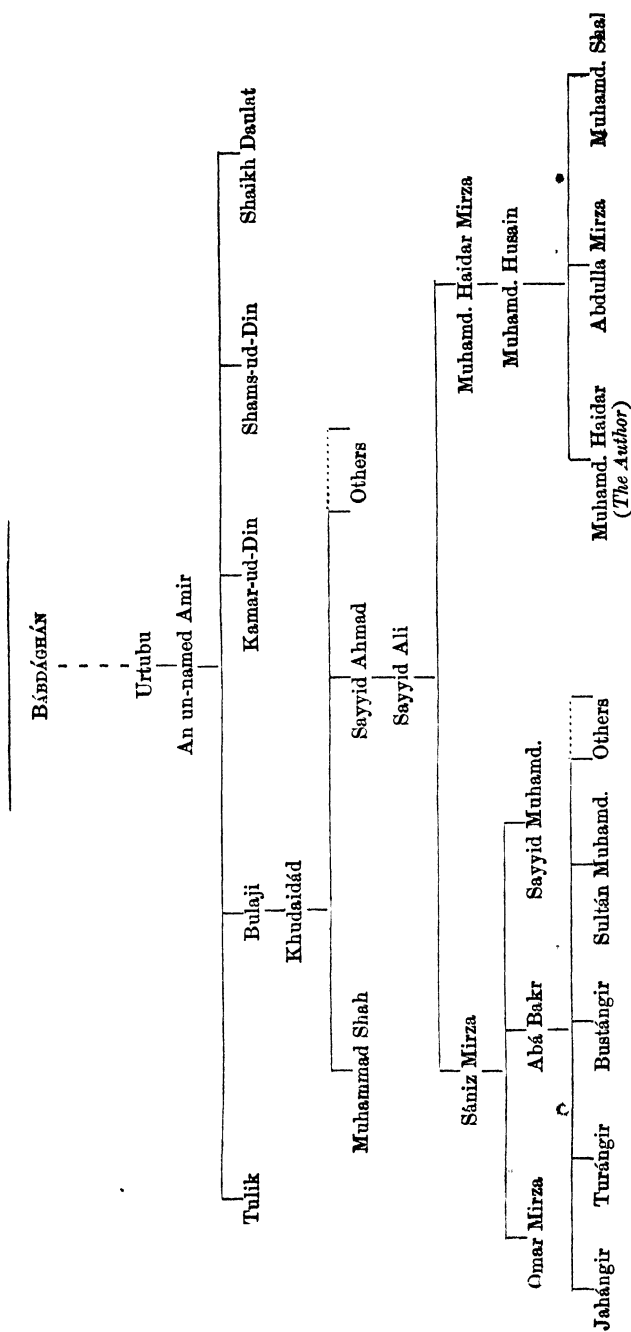 BÁBDÁGHÁN
Urtubu
An un-named Amir
Tulik
Bulaji
Kamar-ud-Din
Shams-ud-Din
Shaikh Daulat
Khudaidád
Muhammad Shah
Sayyid Ahmad
Others
Sayyid Ali
Sániz Mirza
Muhamd. Haidar Mirza
Muhamd. Husain
Omar Mirza
Abá Bakr
Sayyid Muhamd.
Jahángir
Turángir
Bustángir
Sultán Muhamd.
Others
Muhamd. Haidar
(The Author)
Abdulla Mirza
Muhamd. Shal